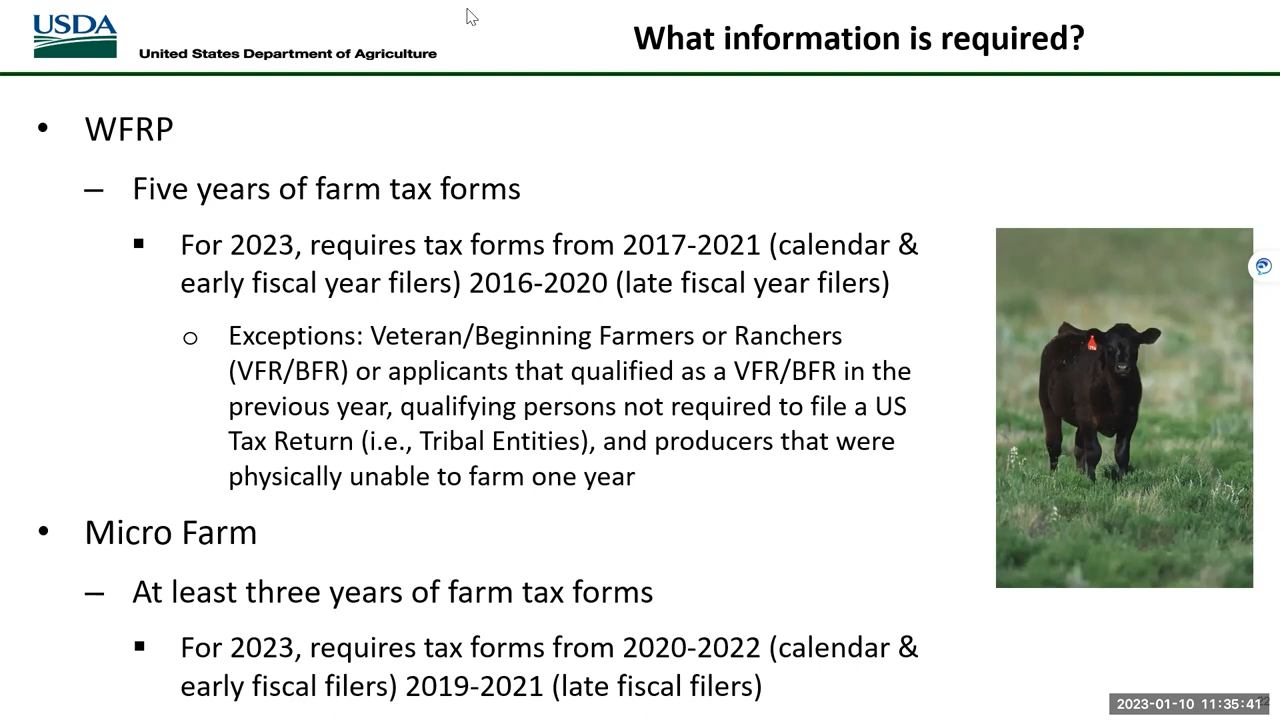 USDA
United States Department of Agriculture
What information is required?
• WFRP
– Five years of farm tax forms
▪ For 2023, requires tax forms from 2017-2021 (calendar &
early fiscal year filers) 2016-2020 (late fiscal year filers)
o Exceptions: Veteran/Beginning Farmers or Ranchers
(VFR/BFR) or applicants that qualified as a VFR/BFR in the
previous year, qualifying persons not required to file a US
Tax Return (i.e., Tribal Entities), and producers that were
physically unable to farm one year
• Micro Farm
– At least three years of farm tax forms
▪ For 2023, requires tax forms from 2020-2022 (calendar &
early fiscal filers) 2019-2021 (late fiscal filers)
2023-01-10 11:35:41